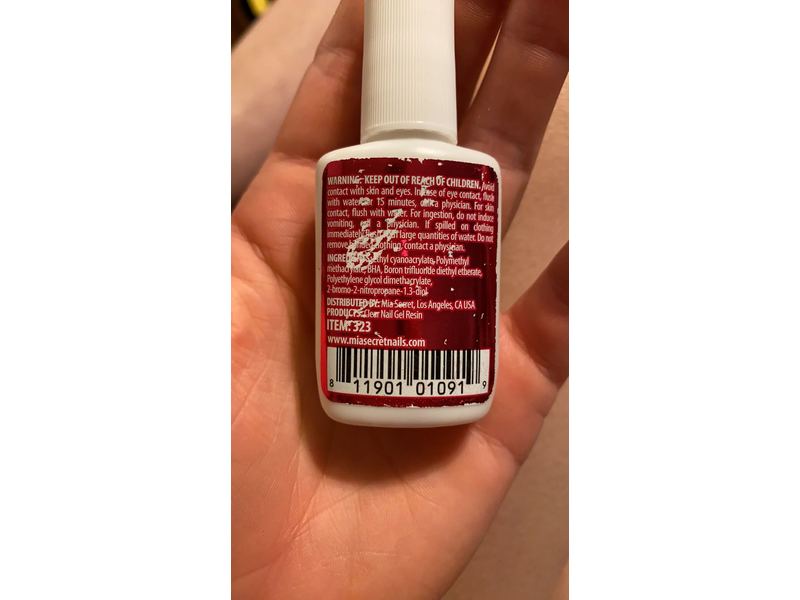 WARNING: KEEP OUT OF REACH OF CHILDREN. Avoid
contact with skin and eyes. In case of eye contact, flush
with water for 15 minutes, call a physician. For skin
contact, flush with water. For ingestion, do not induce
vomiting, call a physician. If spilled on clothing
immediately flush with large quantities of water. Do not
remove clothing, contact a physician.
INGREDIENTS: Ethyl cyanoacrylate, Polymethyl
methacrylate, BHA, Boron trifluoride diethyl etberate,
Polyethylene glycol dimethacrylate,
2-bromo-2-nitropropane-1.3-diol
DISTRIBUTED BY: Mia Secret, Los Angeles, CA USA
PRODUCTS: Clear Nail Gel Resin
ITEM: 323
www.miasecretnails.com
8 11901 01091 9